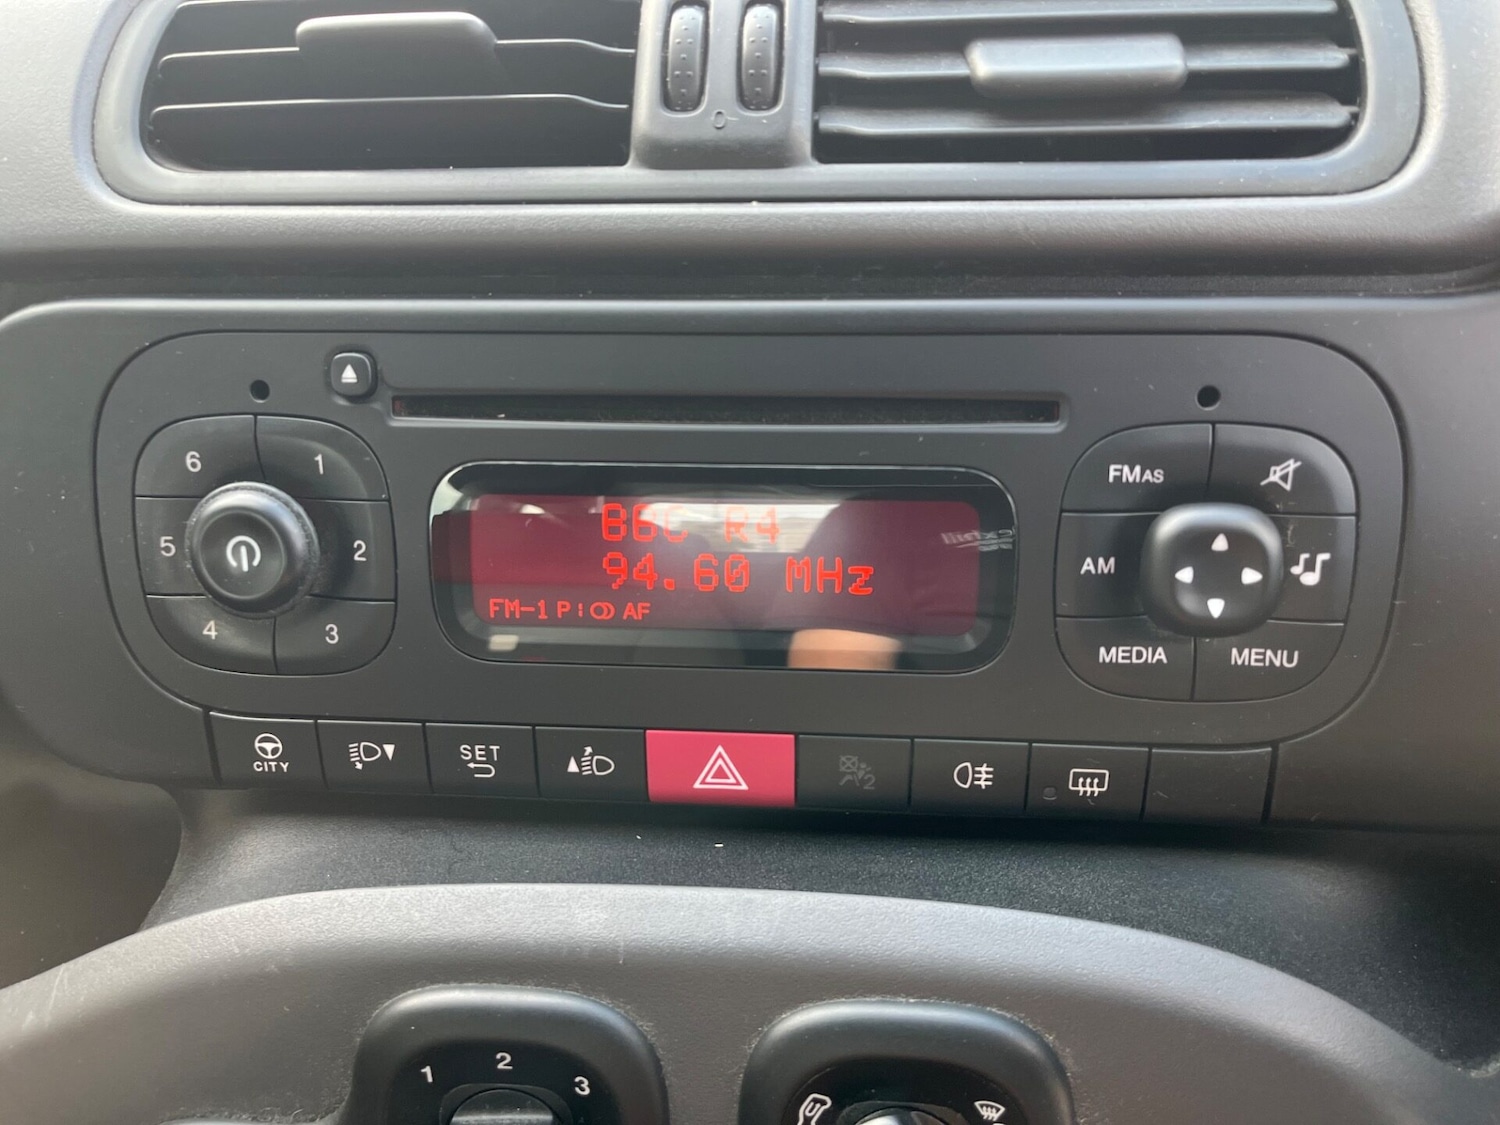 6 1
5 2
4 3
BBC R4
94.60 MHz
FM-1 P AF
FMAS
AM
MEDIA MENU
CITY
SET
2
1 2 3